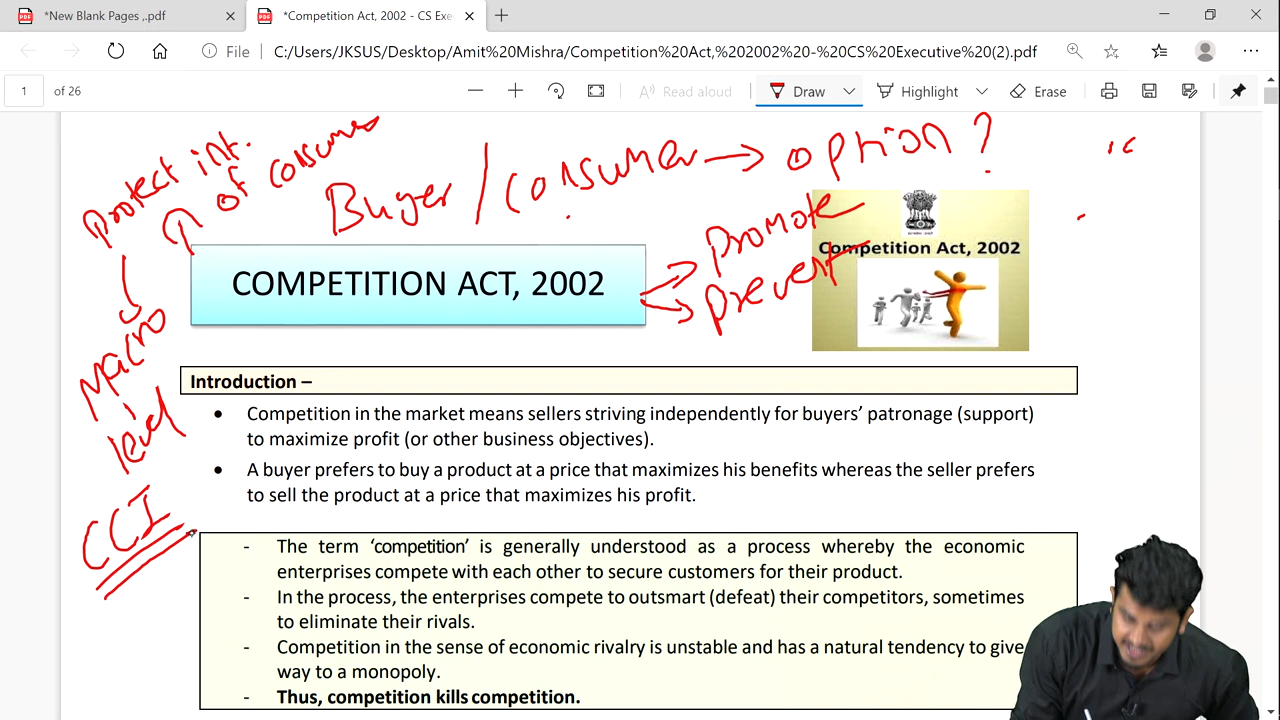 *New Blank Pages ,.pdf
*Competition Act, 2002 - CS Exe
File
C:/Users/JKSUS/Desktop/Amit%20Mishra/Competition%20Act,%202002%20-%20CS%20Executive%20(2).pdf
1 of 26
Read aloud
Draw
Highlight
Erase
protect int.
of consumer
Buyer / consumer → option ?
Macro
level
CCI
promote
prevent
COMPETITION ACT, 2002
Competition Act, 2002
Introduction –
• Competition in the market means sellers striving independently for buyers’ patronage (support)
to maximize profit (or other business objectives).
• A buyer prefers to buy a product at a price that maximizes his benefits whereas the seller prefers
to sell the product at a price that maximizes his profit.
- The term ‘competition’ is generally understood as a process whereby the economic
enterprises compete with each other to secure customers for their product.
- In the process, the enterprises compete to outsmart (defeat) their competitors, sometimes
to eliminate their rivals.
- Competition in the sense of economic rivalry is unstable and has a natural tendency to give
way to a monopoly.
- Thus, competition kills competition.